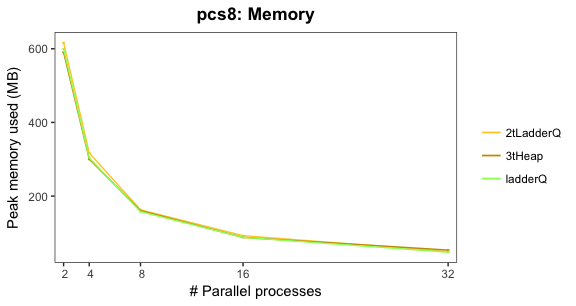 pcs8: Memory
Peak memory used (MB)
600
400
200
2 4 8 16 32
# Parallel processes
2tLadderQ
3tHeap
ladderQ